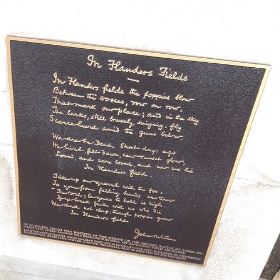 In Flanders Fields
In Flanders fields the poppies blow
Between the crosses, row on row,
That mark our place; and in the sky
The larks, still bravely singing, fly
Scarce heard amid the guns below.
We are the Dead. Short days ago
We lived, felt dawn, saw sunset glow,
Loved, and were loved, and now we lie
In Flanders fields.
Take up our quarrel with the foe:
To you from failing hands we throw
The torch; be yours to hold it high.
If ye break faith with us who die
We shall not sleep, though poppies grow
In Flanders fields
John McCrae